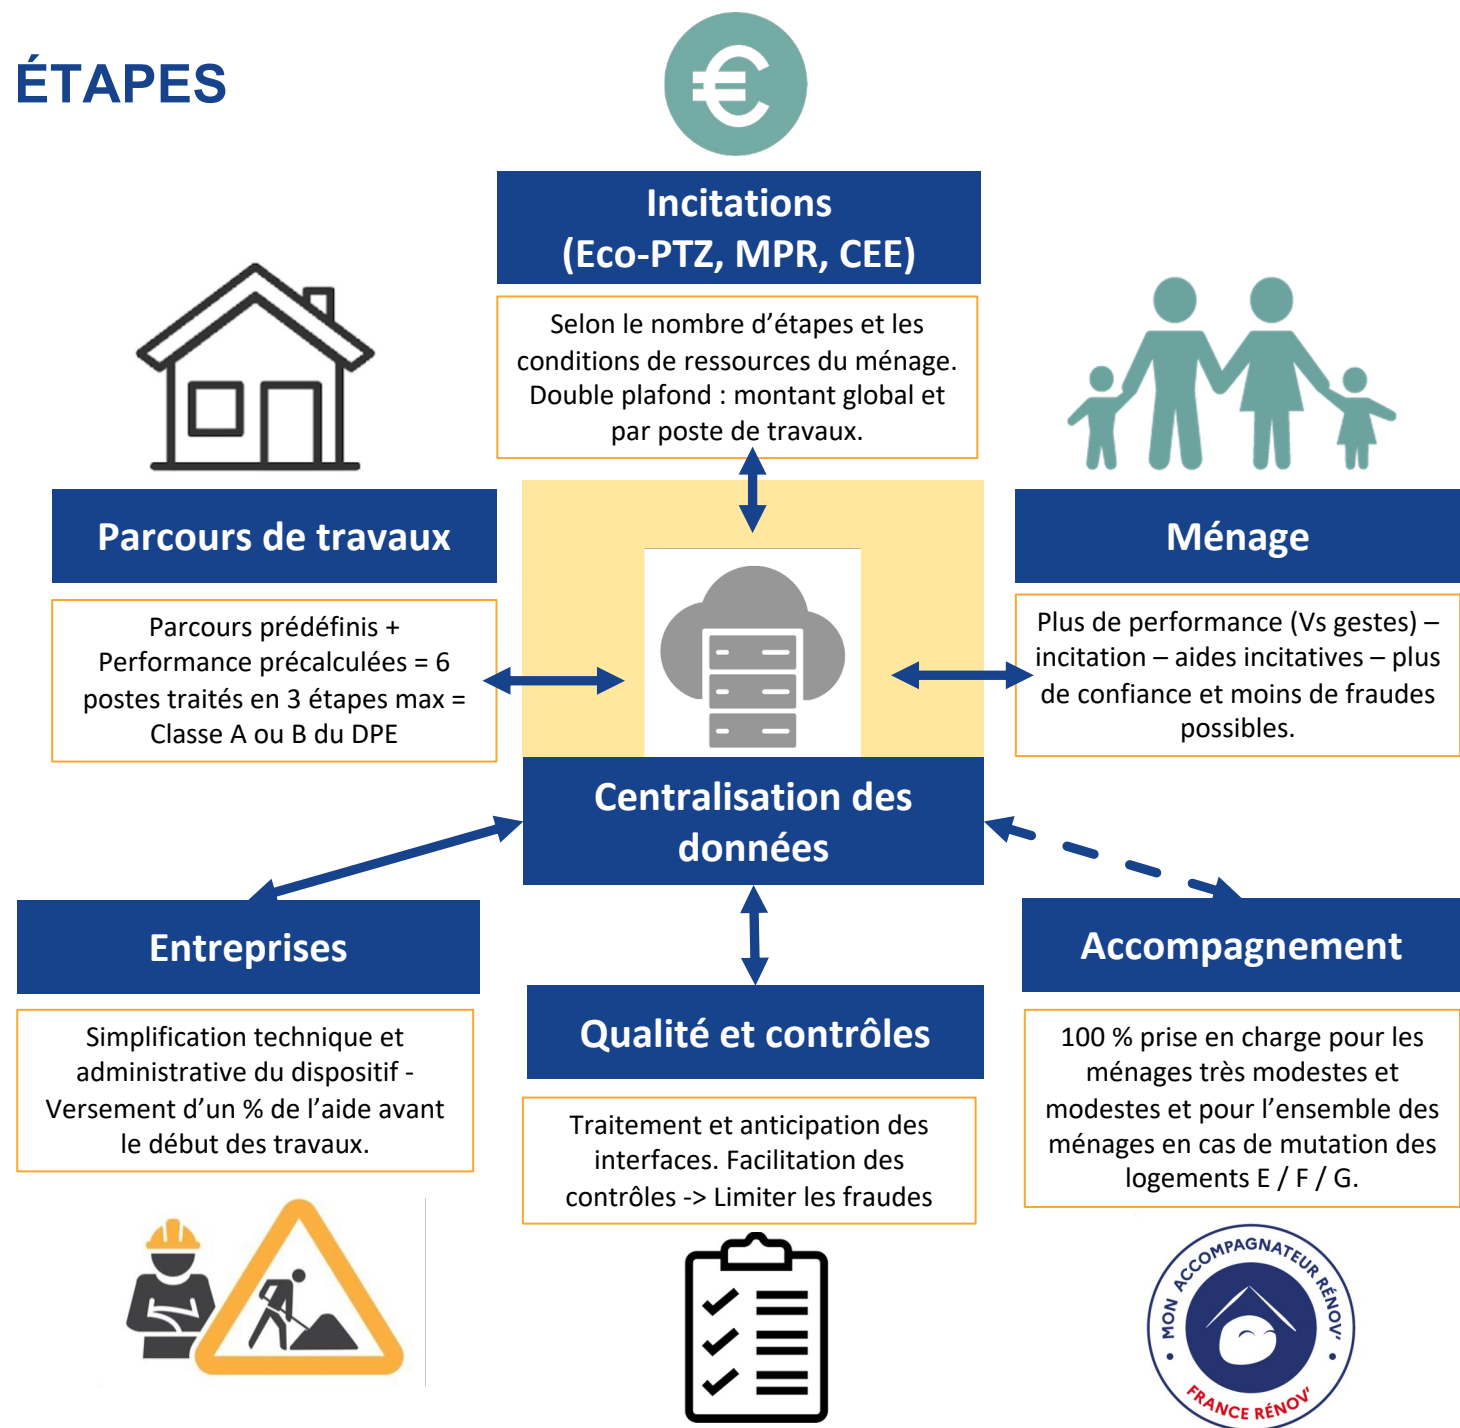 ÉTAPES
Incitations
(Eco-PTZ, MPR, CEE)
Selon le nombre d’étapes et les
conditions de ressources du ménage.
Double plafond : montant global et
par poste de travaux.
Parcours de travaux
Parcours prédéfinis +
Performance précalculées = 6
postes traités en 3 étapes max =
Classe A ou B du DPE
Ménage
Plus de performance (Vs gestes) –
incitation – aides incitatives – plus
de confiance et moins de fraudes
possibles.
Centralisation des
données
Entreprises
Simplification technique et
administrative du dispositif -
Versement d’un % de l’aide avant
le début des travaux.
Qualité et contrôles
Traitement et anticipation des
interfaces. Facilitation des
contrôles -> Limiter les fraudes
Accompagnement
100 % prise en charge pour les
ménages très modestes et
modestes et pour l’ensemble des
ménages en cas de mutation des
logements E / F / G.
• MON ACCOMPAGNATEUR RÉNOV’ •
FRANCE RÉNOV’